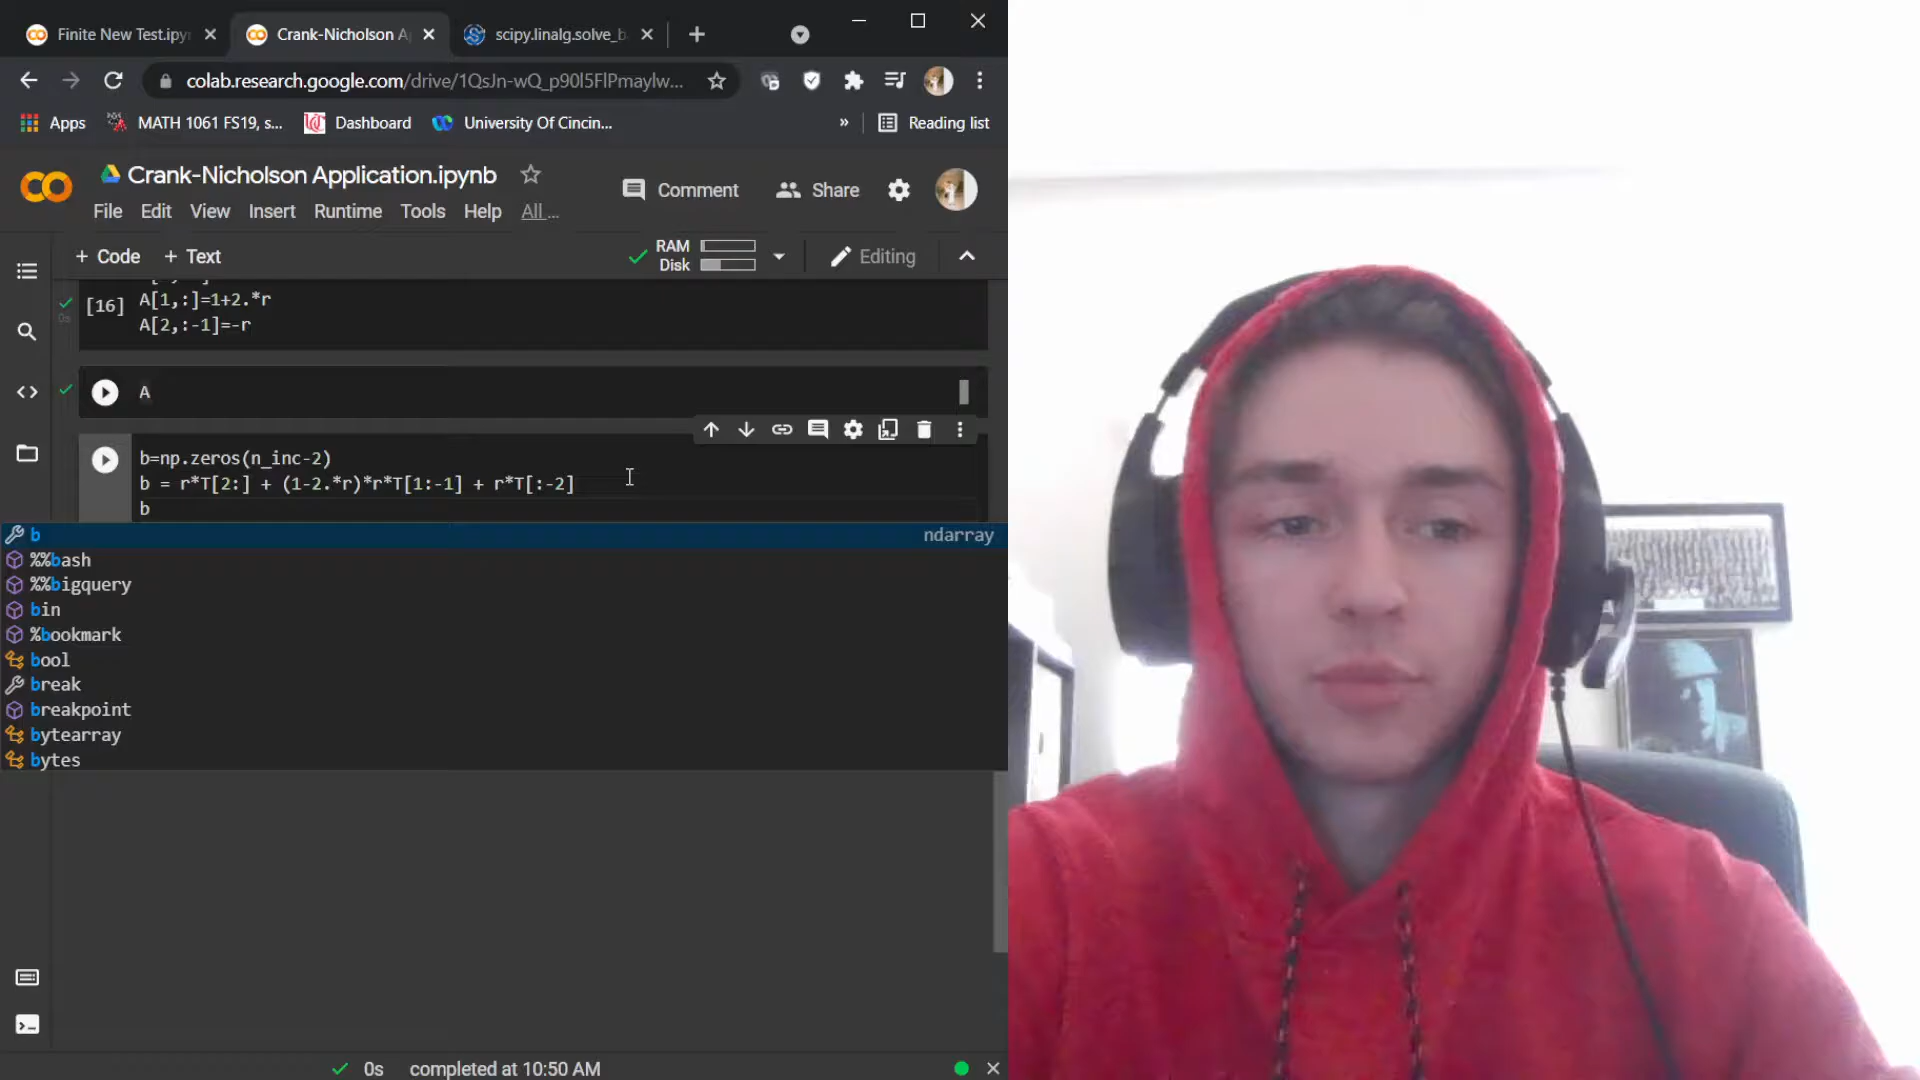 Finite New Test.ipyn
Crank-Nicholson A
scipy.linalg.solve_b
colab.research.google.com/drive/1QsJn-wQ_p90l5FlPmaylw...
Apps
MATH 1061 FS19, s...
Dashboard
University Of Cincin...
»
Reading list
Crank-Nicholson Application.ipynb
Comment
Share
File Edit View Insert Runtime Tools Help All ...
+ Code + Text
RAM
Disk
Editing
[16]
A[1,:]=1+2.*r
A[2,:-1]=-r
A
b=np.zeros(n_inc-2)
b = r*T[2:] + (1-2.*r)*r*T[1:-1] + r*T[:-2]
b
b ndarray
%%bash
%%bigquery
bin
%bookmark
bool
break
breakpoint
bytearray
bytes
0s completed at 10:50 AM